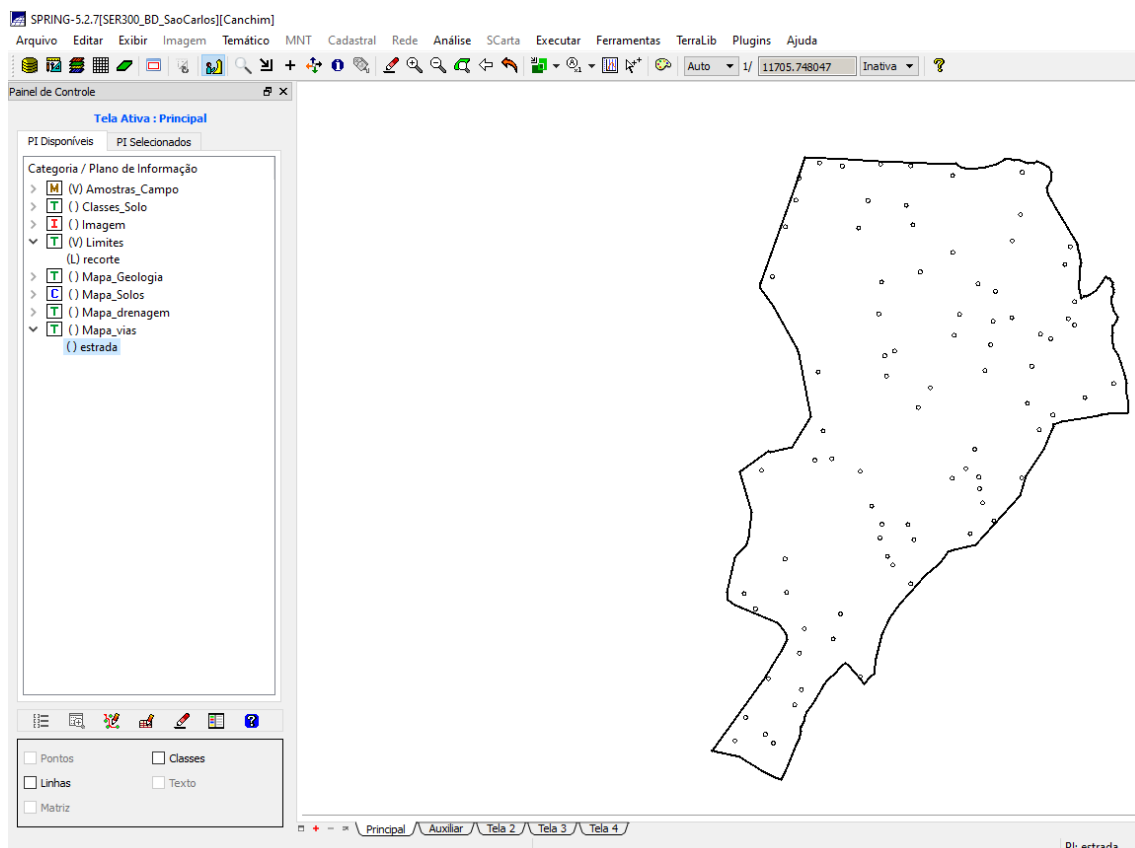 SPRING-5.2.7[SER300_BD_SaoCarlos][Canchim]
Arquivo Editar Exibir Imagem Temático MNT Cadastral Rede Análise SCarta Executar Ferramentas TerraLib Plugins Ajuda
Auto 1/ 11705.748047 Inativa
Painel de Controle
Tela Ativa : Principal
PI Disponíveis PI Selecionados
Categoria / Plano de Informação
M (V) Amostras_Campo
T ( ) Classes_Solo
I ( ) Imagem
T (V) Limites
(L) recorte
T ( ) Mapa_Geologia
C ( ) Mapa_Solos
T ( ) Mapa_drenagem
T ( ) Mapa_vias
( ) estrada
Pontos Classes
Linhas Texto
Matriz
Principal Auxiliar Tela 2 Tela 3 Tela 4
PI: estrada